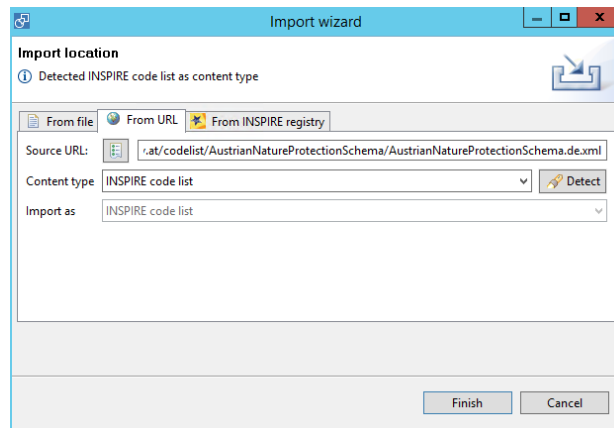 Import wizard
Import location
Detected INSPIRE code list as content type
From file From URL From INSPIRE registry
Source URL: .at/codelist/AustrianNatureProtectionSchema/AustrianNatureProtectionSchema.de.xml
Content type INSPIRE code list Detect
Import as INSPIRE code list
Finish Cancel